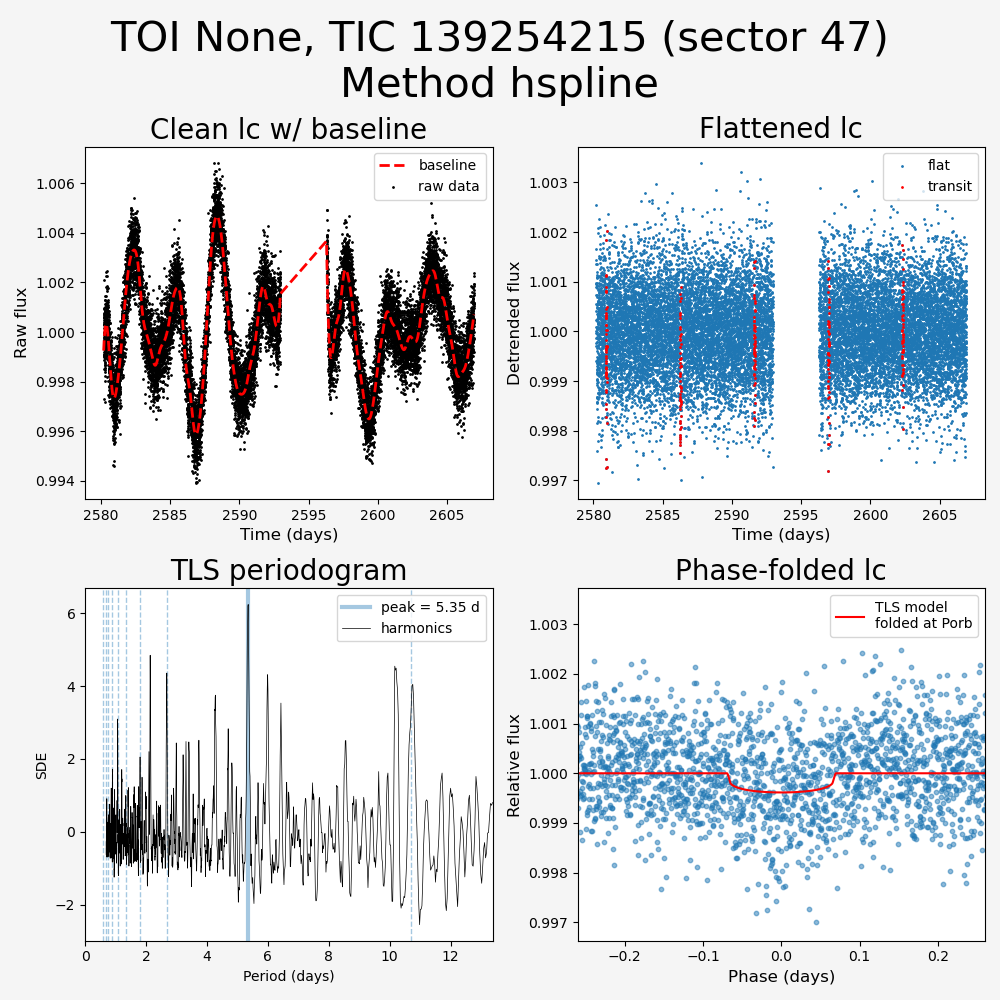 TOI None, TIC 139254215 (sector 47)
Method hspline
Clean lc w/ baseline
baseline
raw data
1.006
1.004
1.002
1.000
0.998
0.996
0.994
Raw flux
2580
2585
2590
2595
2600
2605
Time (days)
Flattened lc
flat
transit
1.003
1.002
1.001
1.000
0.999
0.998
0.997
Detrended flux
2580
2585
2590
2595
2600
2605
Time (days)
TLS periodogram
peak = 5.35 d
harmonics
6
4
2
0
−2
SDE
0
2
4
6
8
10
12
Period (days)
Phase-folded lc
TLS model
folded at Porb
1.003
1.002
1.001
1.000
0.999
0.998
0.997
Relative flux
−0.2
−0.1
0.0
0.1
0.2
Phase (days)